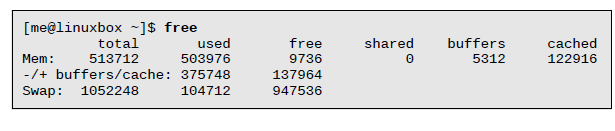 [me@linuxbox ~]$ free
total used free shared buffers cached
Mem: 513712 503976 9736 0 5312 122916
-/+ buffers/cache: 375748 137964
Swap: 1052248 104712 947536